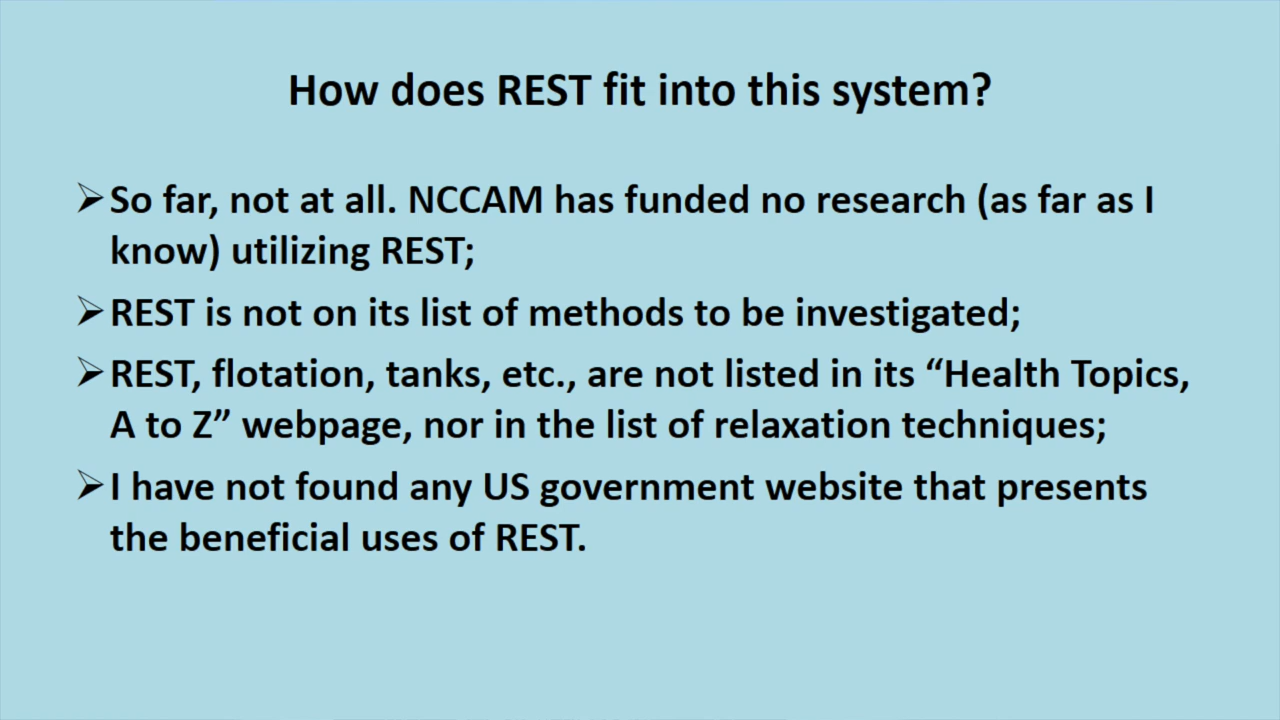 How does REST fit into this system?
➢So far, not at all. NCCAM has funded no research (as far as I
know) utilizing REST;
➢REST is not on its list of methods to be investigated;
➢REST, flotation, tanks, etc., are not listed in its “Health Topics,
A to Z” webpage, nor in the list of relaxation techniques;
➢I have not found any US government website that presents
the beneficial uses of REST.